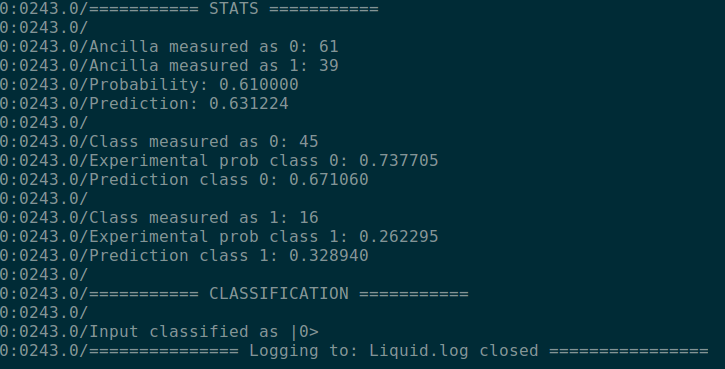 0:0243.0/=========== STATS ===========
0:0243.0/
0:0243.0/Ancilla measured as 0: 61
0:0243.0/Ancilla measured as 1: 39
0:0243.0/Probability: 0.610000
0:0243.0/Prediction: 0.631224
0:0243.0/
0:0243.0/Class measured as 0: 45
0:0243.0/Experimental prob class 0: 0.737705
0:0243.0/Prediction class 0: 0.671060
0:0243.0/
0:0243.0/Class measured as 1: 16
0:0243.0/Experimental prob class 1: 0.262295
0:0243.0/Prediction class 1: 0.328940
0:0243.0/
0:0243.0/=========== CLASSIFICATION ===========
0:0243.0/
0:0243.0/Input classified as |0>
0:0243.0/=============== Logging to: Liquid.log closed ================